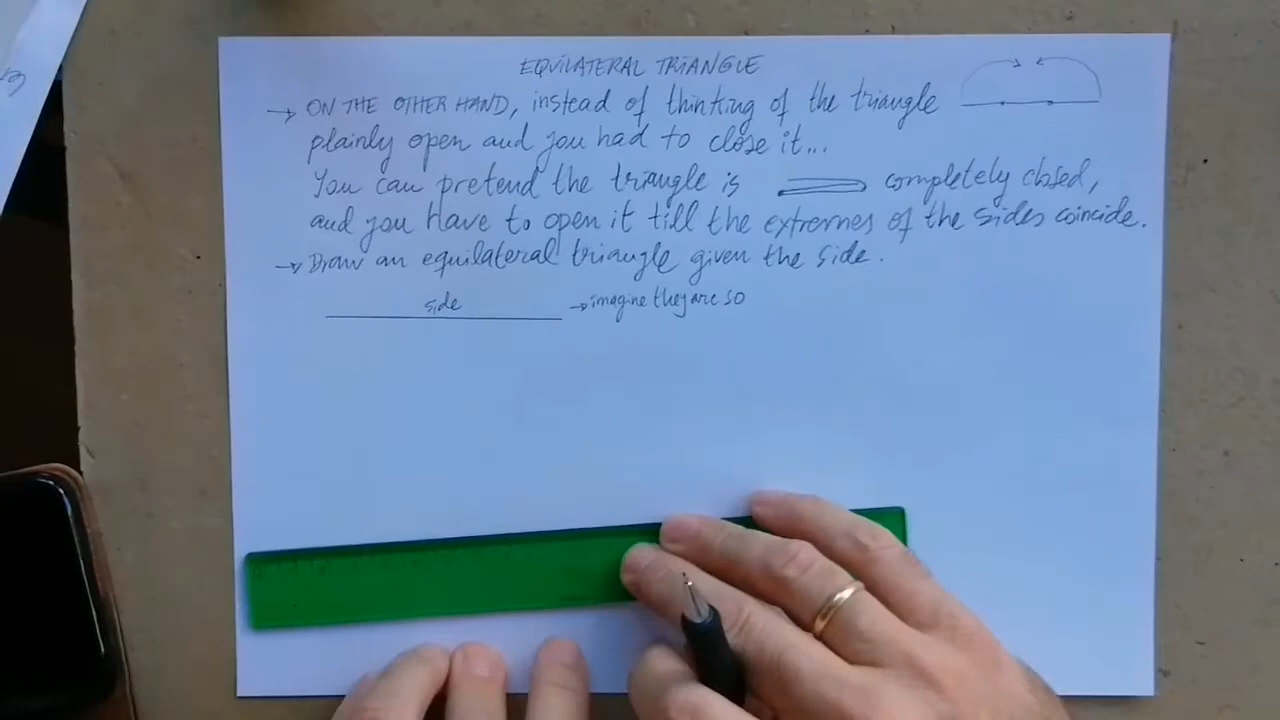 EQUILATERAL TRIANGLE
→ ON THE OTHER HAND, instead of thinking of the triangle
plainly open and you had to close it...
You can pretend the triangle is completely closed,
and you have to open it till the extremes of the sides coincide.
→ Draw an equilateral triangle given the side.
side → imagine they are so